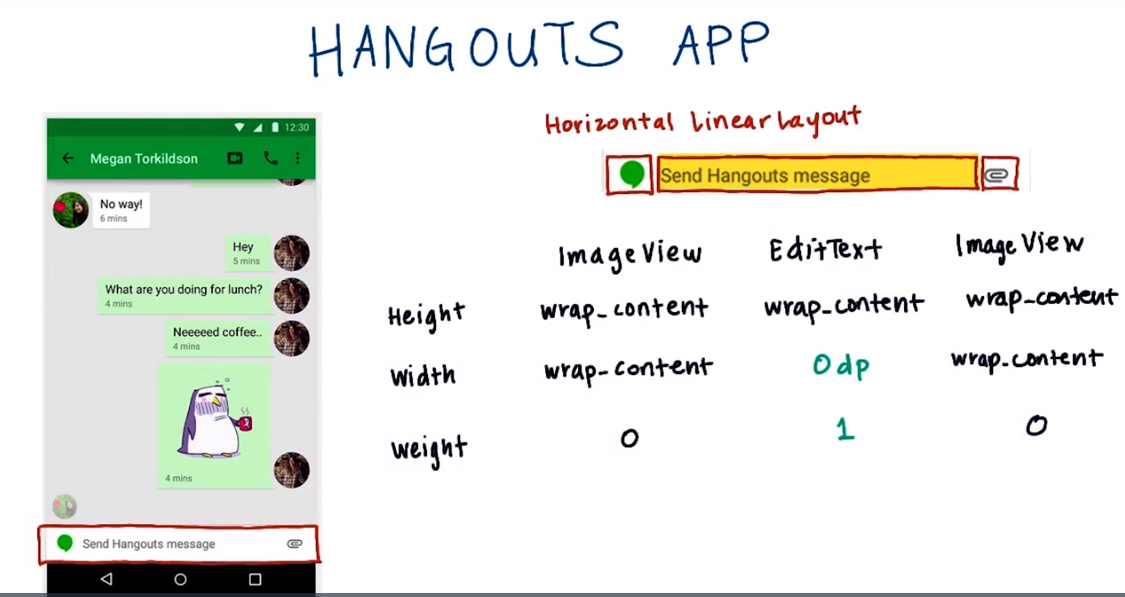 HANGOUTS APP
12:30
Megan Torkildson
No way!
6 mins
Hey
5 mins
What are you doing for lunch?
4 mins
Neeeeed coffee..
4 mins
4 mins
Send Hangouts message
Horizontal LinearLayout
Send Hangouts message
ImageView EditText ImageView
Height wrap_content wrap_content wrap_content
Width wrap_content 0dp wrap_content
weight 0 1 0